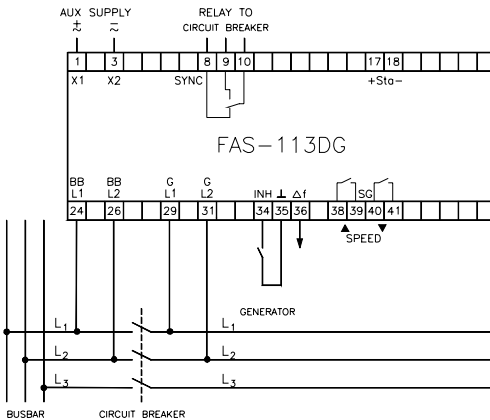 AUX SUPPLY RELAY TO
± ≂ CIRCUIT BREAKER
1 3 8 9 10 17 18
X1 X2 SYNC +Sta-
FAS-113DG
BB BB G G
L1 L2 L1 L2 INH ⊥ △f SG
24 26 29 31 34 35 36 38 39 40 41
▲ ▼
SPEED
GENERATOR
L1 L1
L2 L2
L3 L3
BUSBAR CIRCUIT BREAKER